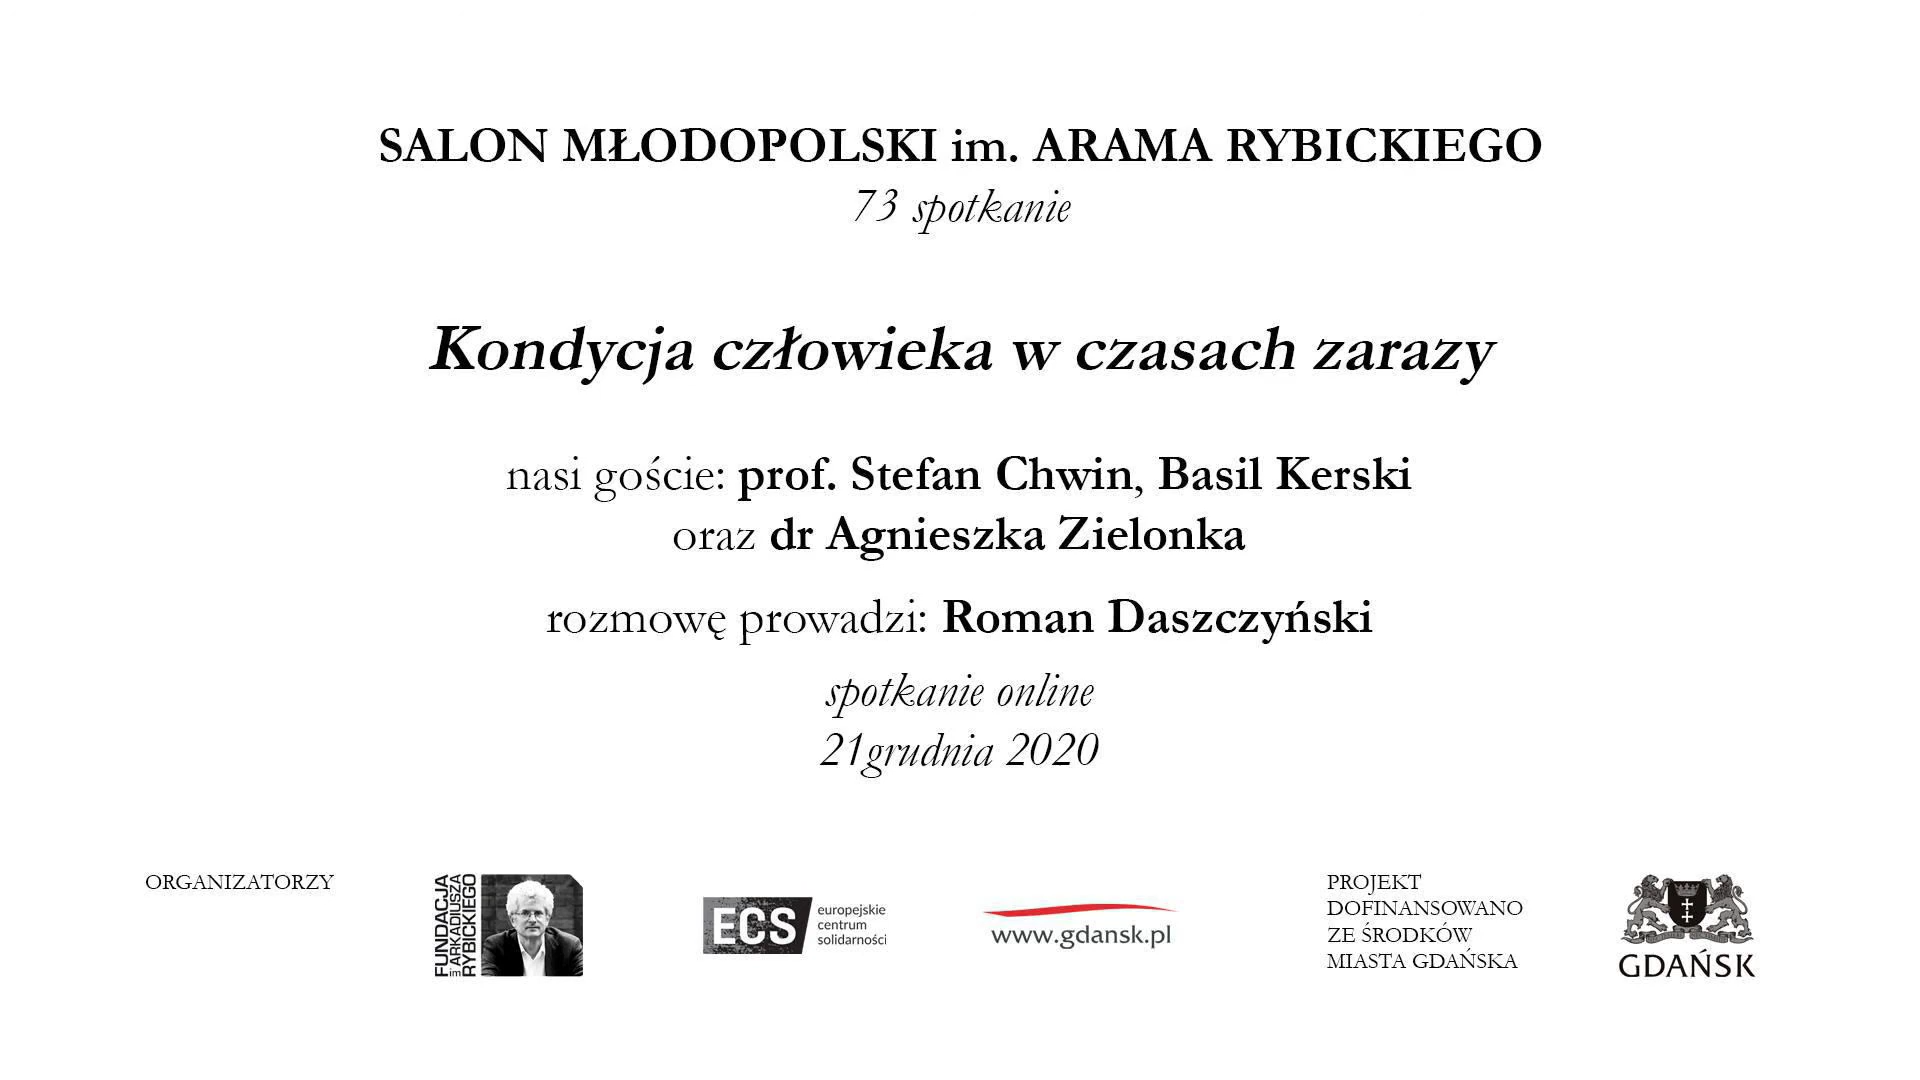 SALON MŁODOPOLSKI im. ARAMA RYBICKIEGO
73 spotkanie
Kondycja człowieka w czasach zarazy
nasi goście: prof. Stefan Chwin, Basil Kerski
oraz dr Agnieszka Zielonka
rozmowę prowadzi: Roman Daszczyński
spotkanie online
21grudnia 2020
ORGANIZATORZY
FUNDACJA
im ARKADIUSZA
RYBICKIEGO
ECS
europejskie
centrum
solidarności
www.gdansk.pl
PROJEKT
DOFINANSOWANO
ZE ŚRODKÓW
MIASTA GDAŃSKA
GDAŃSK